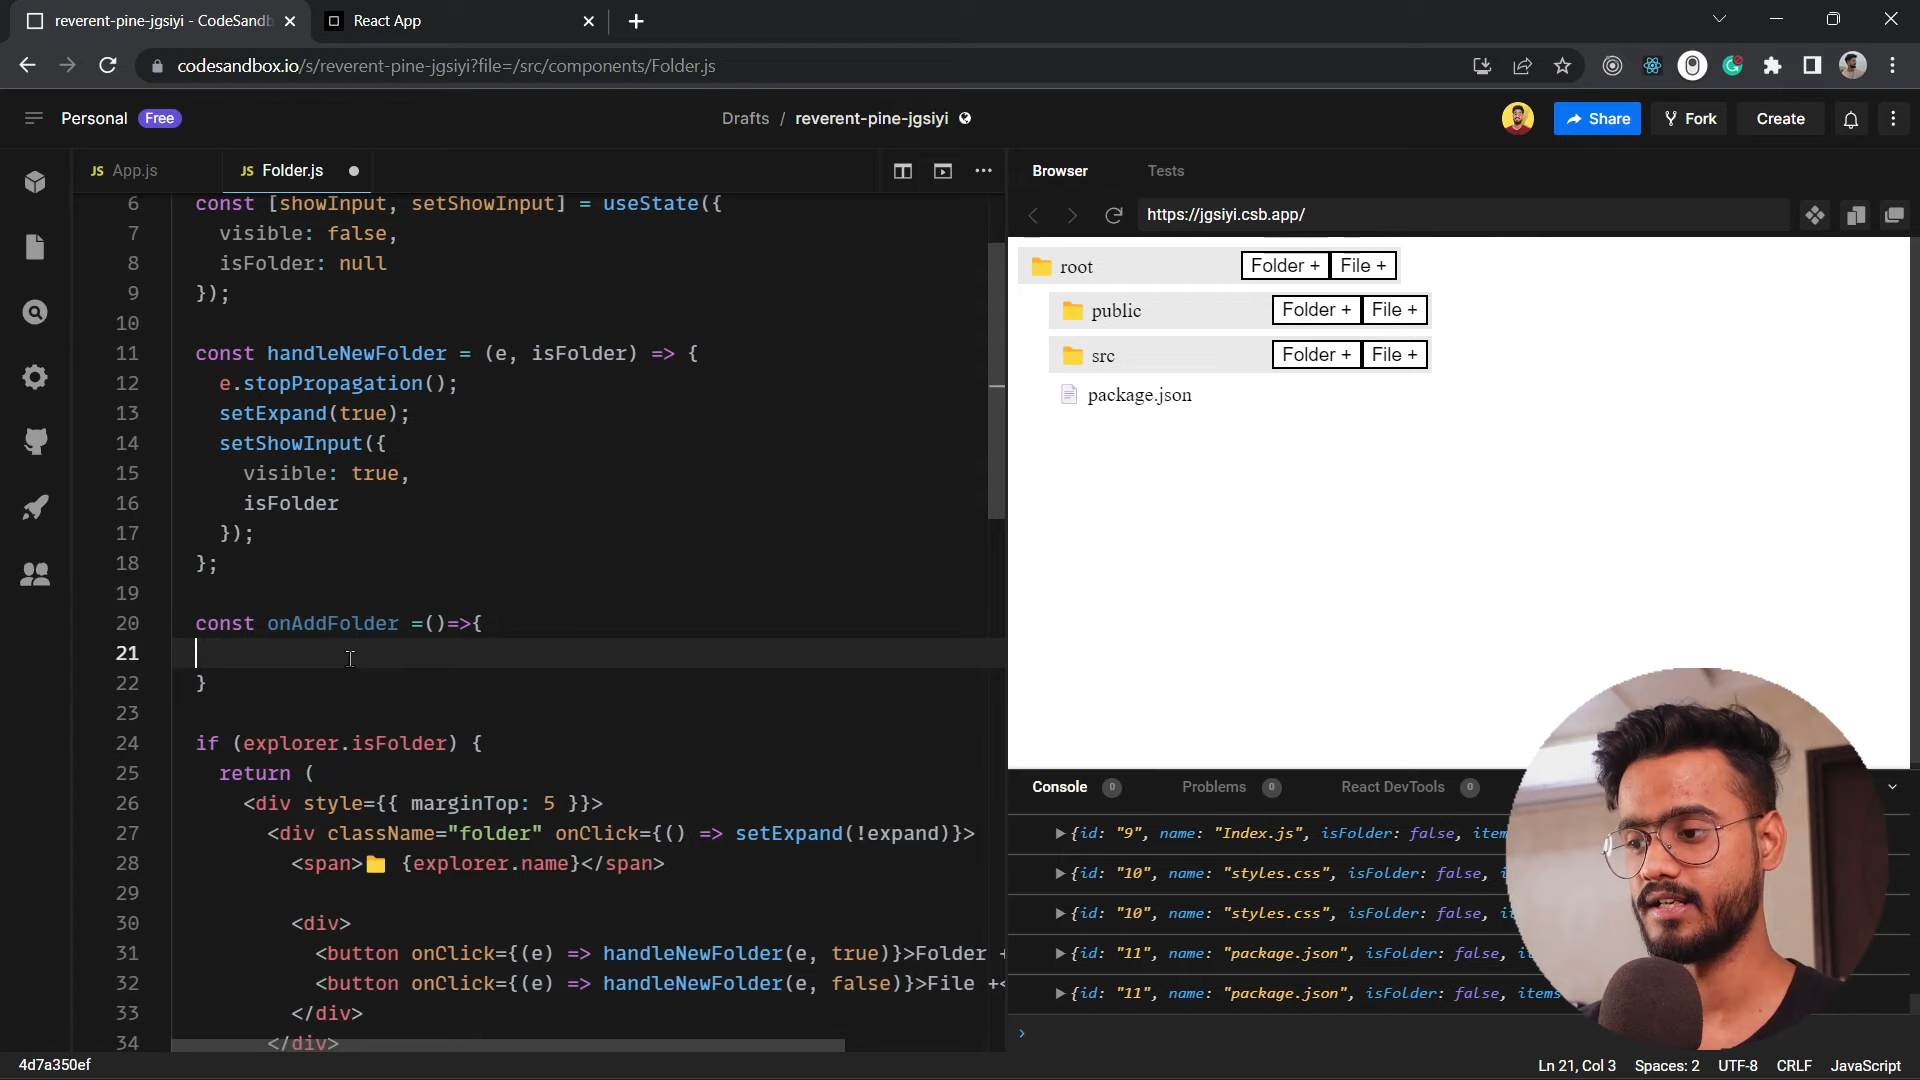 reverent-pine-jgsiyi - CodeSandb
React App
codesandbox.io/s/reverent-pine-jgsiyi?file=/src/components/Folder.js
Personal Free
Drafts / reverent-pine-jgsiyi
Share Fork Create
JS App.js
JS Folder.js
6 const [showInput, setShowInput] = useState({
7 visible: false,
8 isFolder: null
9 });
10
11 const handleNewFolder = (e, isFolder) => {
12 e.stopPropagation();
13 setExpand(true);
14 setShowInput({
15 visible: true,
16 isFolder
17 });
18 };
19
20 const onAddFolder =()=>{
21
22 }
23
24 if (explorer.isFolder) {
25 return (
26 <div style={{ marginTop: 5 }}>
27 <div className="folder" onClick={() => setExpand(!expand)}>
28 <span>📁 {explorer.name}</span>
29
30 <div>
31 <button onClick={(e) => handleNewFolder(e, true)}>Folder +
32 <button onClick={(e) => handleNewFolder(e, false)}>File +<
33 </div>
34 </div>
Browser Tests
https://jgsiyi.csb.app/
root Folder + File +
public Folder + File +
src Folder + File +
package.json
Console 0 Problems 0 React DevTools 0
{id: "9", name: "Index.js", isFolder: false, item
{id: "10", name: "styles.css", isFolder: false, i
{id: "10", name: "styles.css", isFolder: false, it
{id: "11", name: "package.json", isFolder: false, i
{id: "11", name: "package.json", isFolder: false, items
4d7a350ef
Ln 21, Col 3 Spaces: 2 UTF-8 CRLF JavaScript